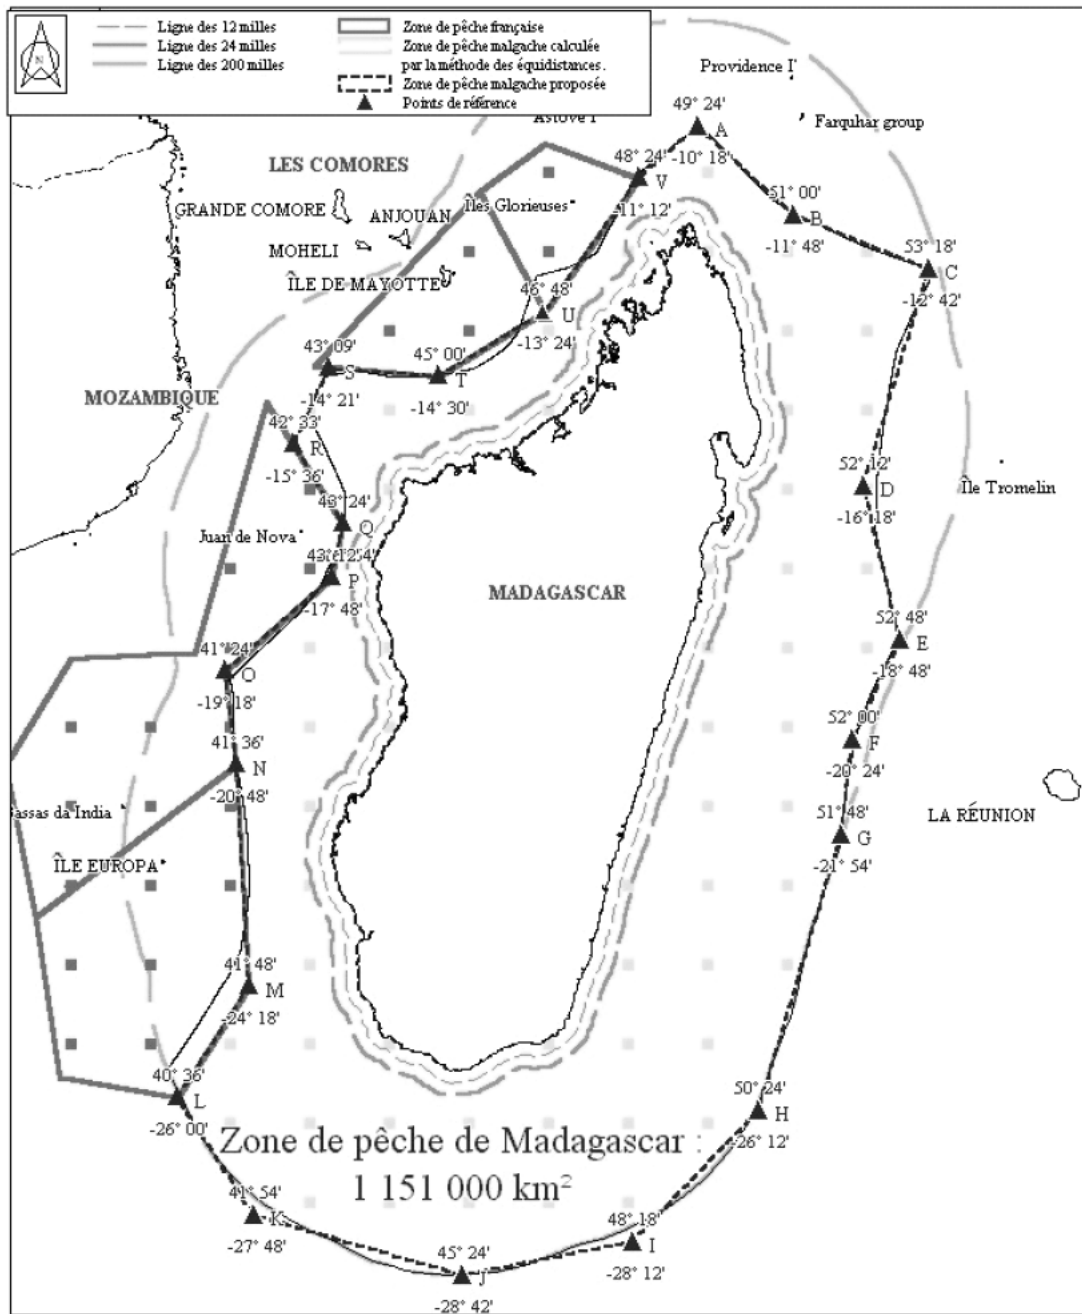 N
Ligne des 12 milles
Ligne des 24 milles
Ligne des 200 milles
Zone de pêche française
Zone de pêche malgache calculée
par la méthode des équidistances.
Zone de pêche malgache proposée
Points de référence
Providence I
Astove I
Farquhar group
49° 24'
A
-10° 18'
48° 24'
V
-11° 12'
51° 00'
B
-11° 48'
53° 18'
C
-12° 42'
LES COMORES
GRANDE COMORE
ANJOUAN
MOHELI
Îles Glorieuses
ÎLE DE MAYOTTE
46° 48'
U
-13° 24'
43° 09'
S
-14° 21'
45° 00'
T
-14° 30'
MOZAMBIQUE
42° 33'
R
-15° 36'
52° 12'
D
-16° 18'
Île Tromelin
43° 24'
Q
Juan de Nova
P
-17° 48'
MADAGASCAR
52° 48'
E
-18° 48'
41° 24'
O
-19° 18'
52° 00'
F
-20° 24'
41° 36'
N
-20° 48'
51° 48'
G
-21° 54'
LA RÉUNION
assas da India
ÎLE EUROPA
41° 48'
M
-24° 18'
40° 36'
L
-26° 00'
50° 24'
H
-26° 12'
Zone de pêche de Madagascar :
1 151 000 km²
41° 54'
K
-27° 48'
48° 18'
I
-28° 12'
45° 24'
J
-28° 42'